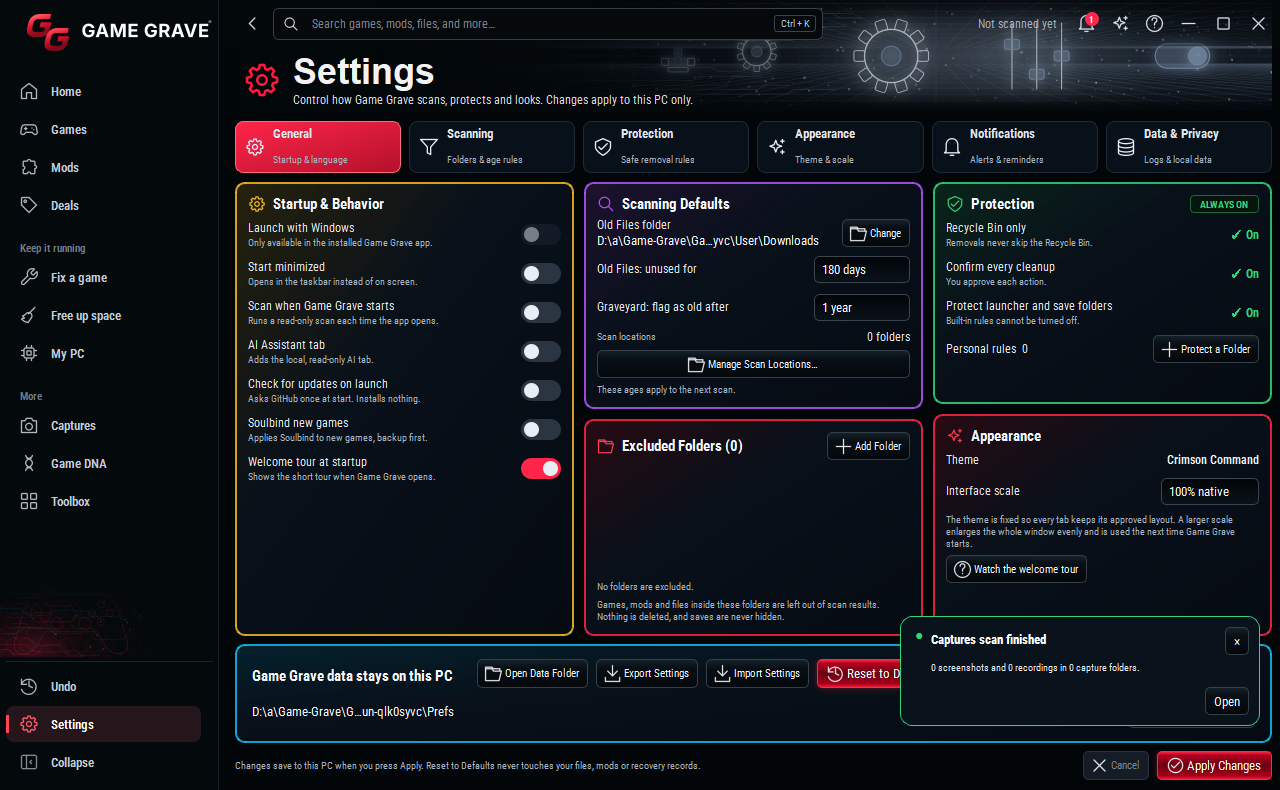 GG GAME GRAVE
Search games, mods, files, and more...
Ctrl + K
Not scanned yet
1
Home
Games
Mods
Deals
Keep it running
Fix a game
Free up space
My PC
More
Captures
Game DNA
Toolbox
Undo
Settings
Collapse
Settings
Control how Game Grave scans, protects and looks. Changes apply to this PC only.
General
Startup & language
Scanning
Folders & age rules
Protection
Safe removal rules
Appearance
Theme & scale
Notifications
Alerts & reminders
Data & Privacy
Logs & local data
Startup & Behavior
Launch with Windows
Only available in the installed Game Grave app.
Start minimized
Opens in the taskbar instead of on screen.
Scan when Game Grave starts
Runs a read-only scan each time the app opens.
AI Assistant tab
Adds the local, read-only AI tab.
Check for updates on launch
Asks GitHub once at start. Installs nothing.
Soulbind new games
Applies Soulbind to new games, backup first.
Welcome tour at startup
Shows the short tour when Game Grave opens.
Scanning Defaults
Old Files folder
D:\a\Game-Grave\Ga...yvc\User\Downloads
Change
Old Files: unused for
180 days
Graveyard: flag as old after
1 year
Scan locations
0 folders
Manage Scan Locations...
These ages apply to the next scan.
Excluded Folders (0)
Add Folder
No folders are excluded.
Games, mods and files inside these folders are left out of scan results.
Nothing is deleted, and saves are never hidden.
Protection
ALWAYS ON
Recycle Bin only
Removals never skip the Recycle Bin.
✓ On
Confirm every cleanup
You approve each action.
✓ On
Protect launcher and save folders
Built-in rules cannot be turned off.
✓ On
Personal rules 0
Protect a Folder
Appearance
Theme
Crimson Command
Interface scale
100% native
The theme is fixed so every tab keeps its approved layout. A larger scale
enlarges the whole window evenly and is used the next time Game Grave
starts.
Watch the welcome tour
Game Grave data stays on this PC
Open Data Folder
Export Settings
Import Settings
Reset to D
D:\a\Game-Grave\G...un-qlk0syvc\Prefs
Captures scan finished
x
0 screenshots and 0 recordings in 0 capture folders.
Open
Changes save to this PC when you press Apply. Reset to Defaults never touches your files, mods or recovery records.
Cancel
Apply Changes